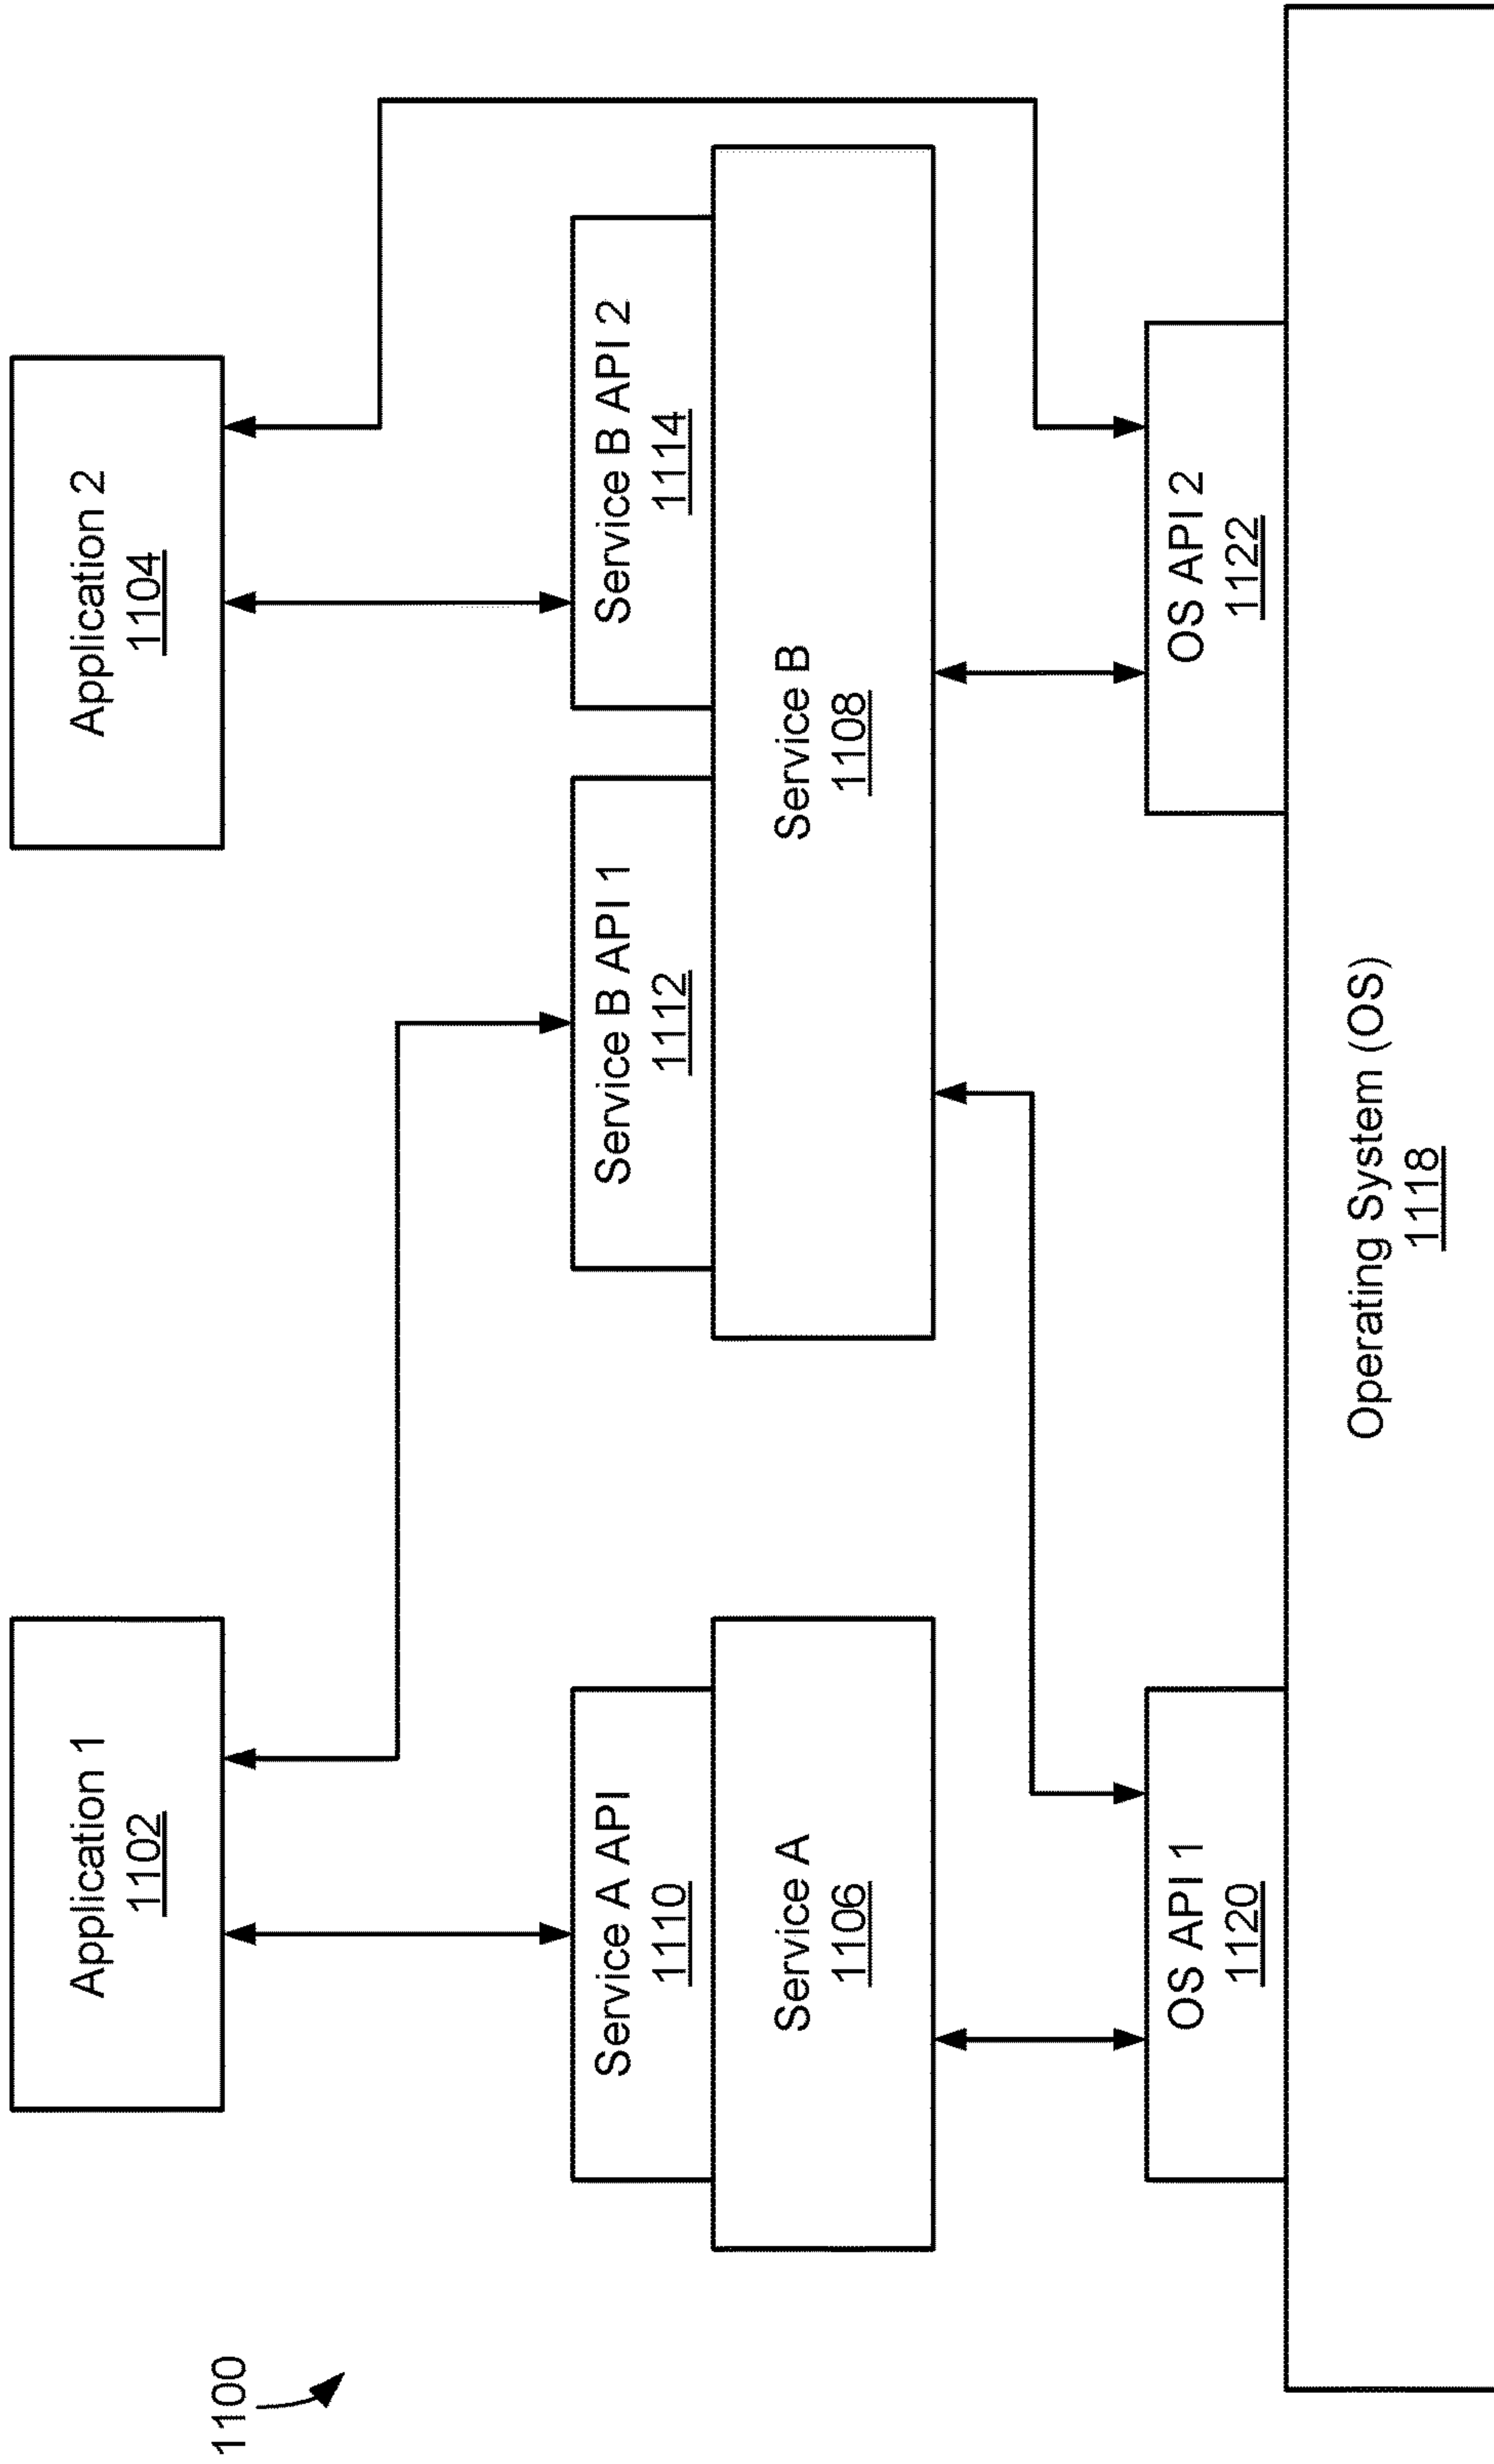 1100
Application 1
1102
Application 2
1104
Service A API
1110
Service B API 1
1112
Service B API 2
1114
Service A
1106
Service B
1108
OS API 1
1120
OS API 2
1122
Operating System (OS)
1118